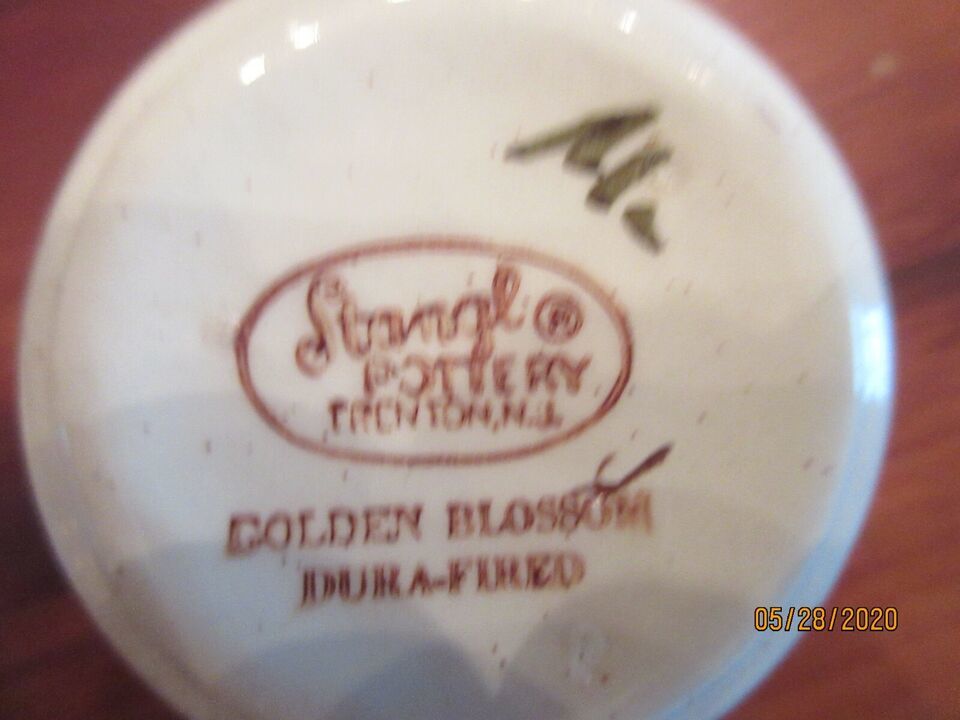 Stangl ®
POTTERY
TRENTON, N.J.
GOLDEN BLOSSOM
DURA-FIRED
05/28/2020